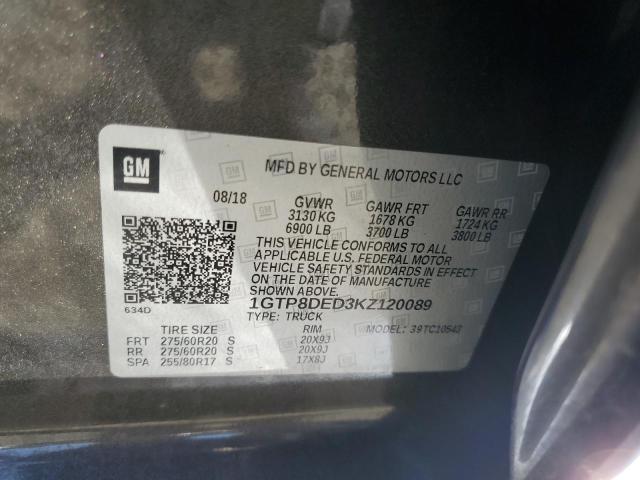 GM
MFD BY GENERAL MOTORS LLC
08/18
GVWR GAWR FRT GAWR RR
3130 KG 1678 KG 1724 KG
6900 LB 3700 LB 3800 LB
THIS VEHICLE CONFORMS TO ALL
APPLICABLE U.S. FEDERAL MOTOR
VEHICLE SAFETY STANDARDS IN EFFECT
ON THE DATE OF MANUFACTURE
SHOWN ABOVE.
1GTP8DED3KZ120089
634D
TYPE: TRUCK
TIRE SIZE RIM MODEL: 39TC10543
FRT 275/60R20 S 20X9J
RR 275/60R20 S 20X9J
SPA 255/80R17 S 17X8J